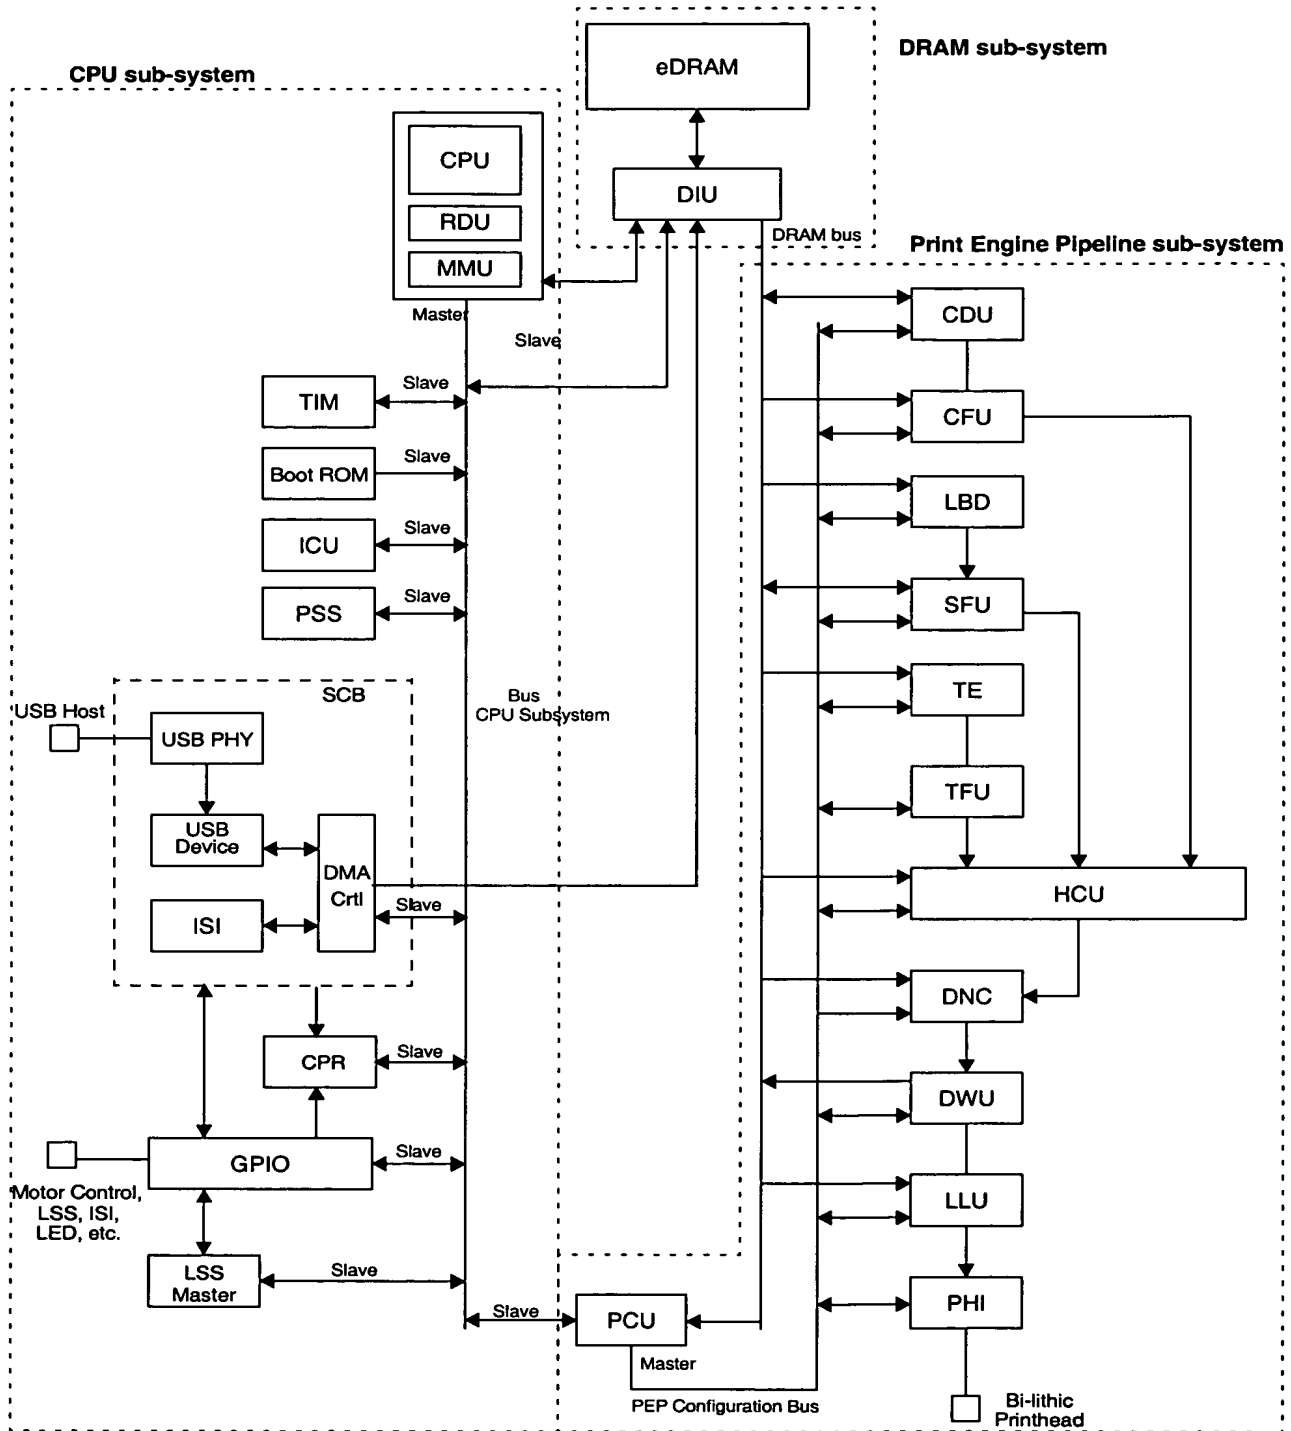 DRAM sub-system
CPU sub-system
eDRAM
CPU
DIU
RDU
DRAM bus
Print Engine Pipeline sub-system
MMU
Master
CDU
Slave
TIM
Slave
CFU
Boot ROM
Slave
LBD
ICU
Slave
PSS
Slave
SFU
SCB
TE
USB Host
Bus
CPU Subsystem
USB PHY
TFU
USB
Device
DMA
Crtl
HCU
Slave
ISI
DNC
CPR
Slave
DWU
GPIO
Slave
Motor Control,
LSS, ISI,
LED, etc.
LLU
LSS
Master
Slave
PHI
Slave
PCU
Master
PEP Configuration Bus
Bi-lithic
Printhead